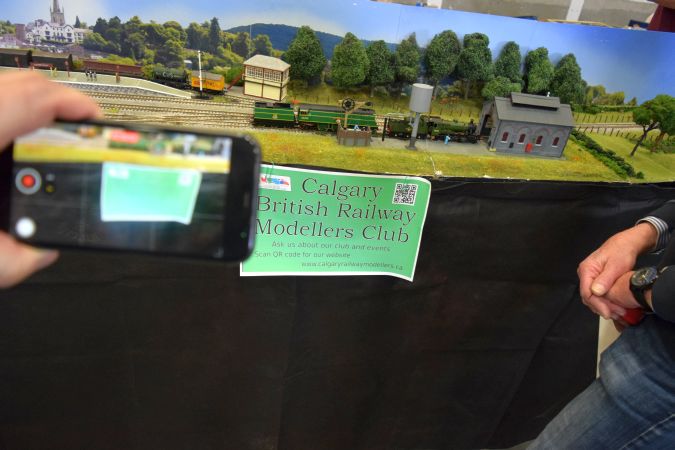 Calgary
British Railway
Modellers Club
Ask us about our club and events
Scan QR code for our website
www.calgaryrailwaymodellers.ca